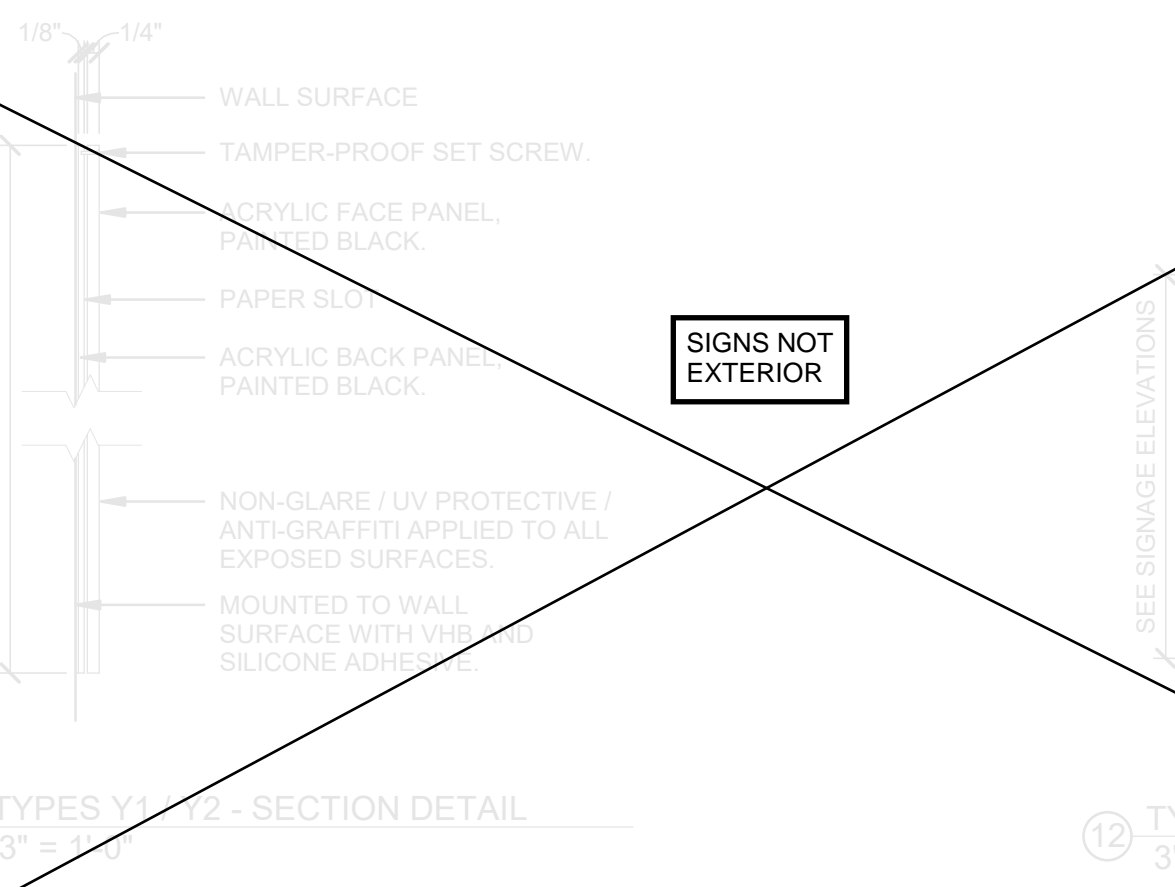 1/8" 1/4"
WALL SURFACE
TAMPER-PROOF SET SCREW.
ACRYLIC FACE PANEL,
PAINTED BLACK.
PAPER SLOT
ACRYLIC BACK PANEL,
PAINTED BLACK.
NON-GLARE / UV PROTECTIVE /
ANTI-GRAFFITI APPLIED TO ALL
EXPOSED SURFACES.
MOUNTED TO WALL
SURFACE WITH VHB AND
SILICONE ADHESIVE.
SIGNS NOT
EXTERIOR
SEE SIGNAGE ELEVATIONS
TYPES Y1 / Y2 - SECTION DETAIL
3" = 1'-0"
12 TY
3"